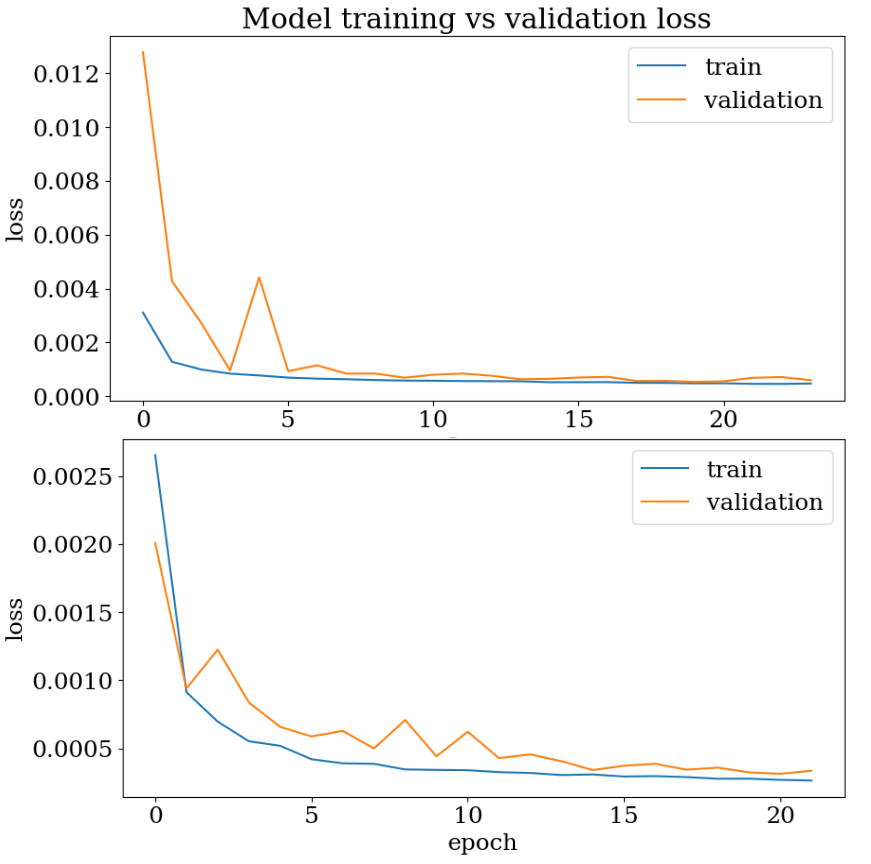 Model training vs validation loss
train
validation
0.012
0.010
0.008
0.006
0.004
0.002
0.000
loss
0 5 10 15 20
train
validation
0.0025
0.0020
0.0015
0.0010
0.0005
loss
0 5 10 15 20
epoch